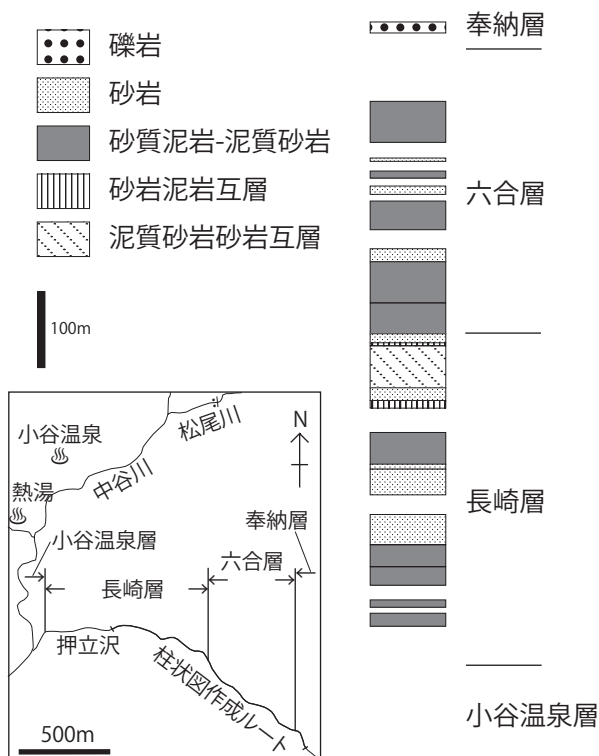 礫岩
砂岩
砂質泥岩-泥質砂岩
砂岩泥岩互層
泥質砂岩砂岩互層
100m
奉納層
六合層
長崎層
小谷温泉層
小谷温泉
松尾川
中谷川
N
熱湯
小谷温泉層
長崎層
六合層
奉納層
押立沢
柱状図作成ルート
500m